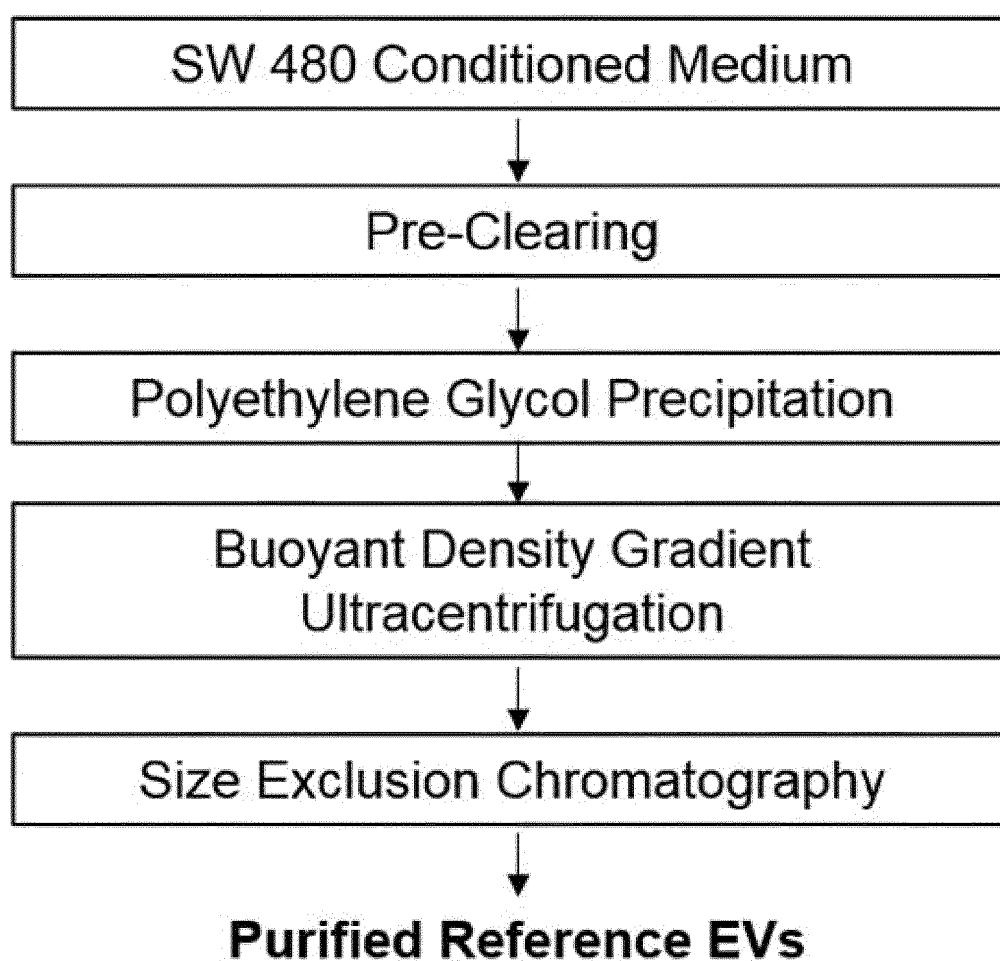 SW 480 Conditioned Medium
Pre-Clearing
Polyethylene Glycol Precipitation
Buoyant Density Gradient
Ultracentrifugation
Size Exclusion Chromatography
Purified Reference EVs